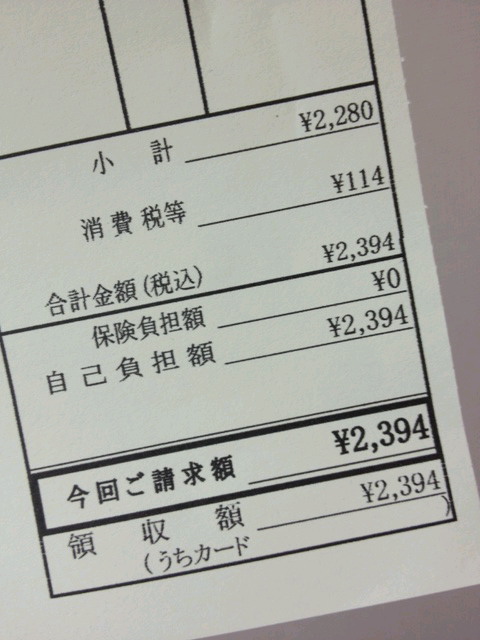 小計 ¥2,280
消費税等 ¥114
合計金額(税込) ¥2,394
保険負担額 ¥0
自己負担額 ¥2,394
今回ご請求額 ¥2,394
領収額 ¥2,394
(うちカード )